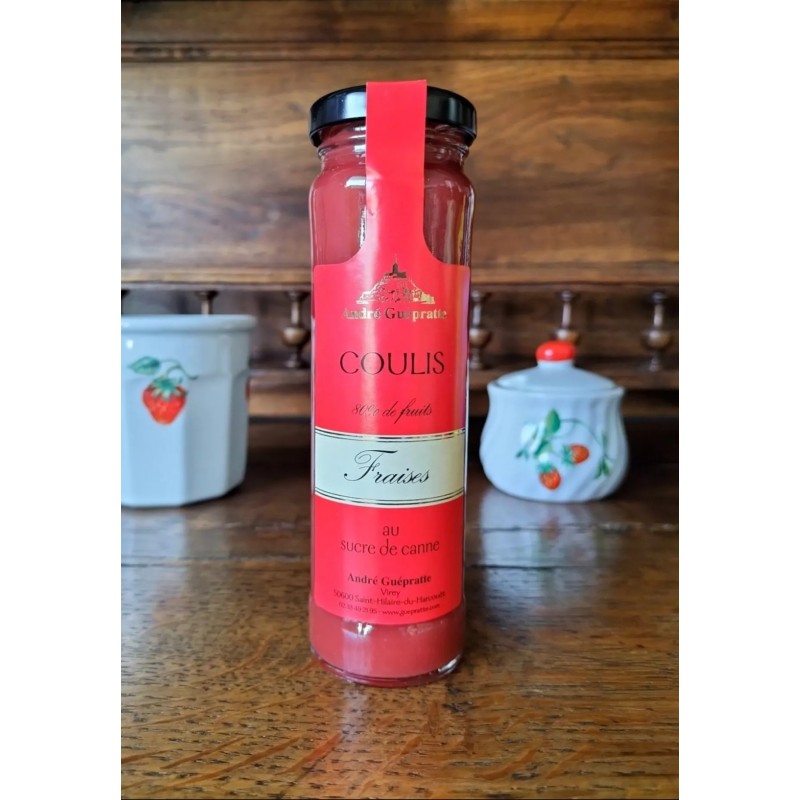 André Guépratte
COULIS
80% de fruits
Fraises
au
sucre de canne
André Guépratte
Virey
50600 Saint-Hilaire-du-Harcouët